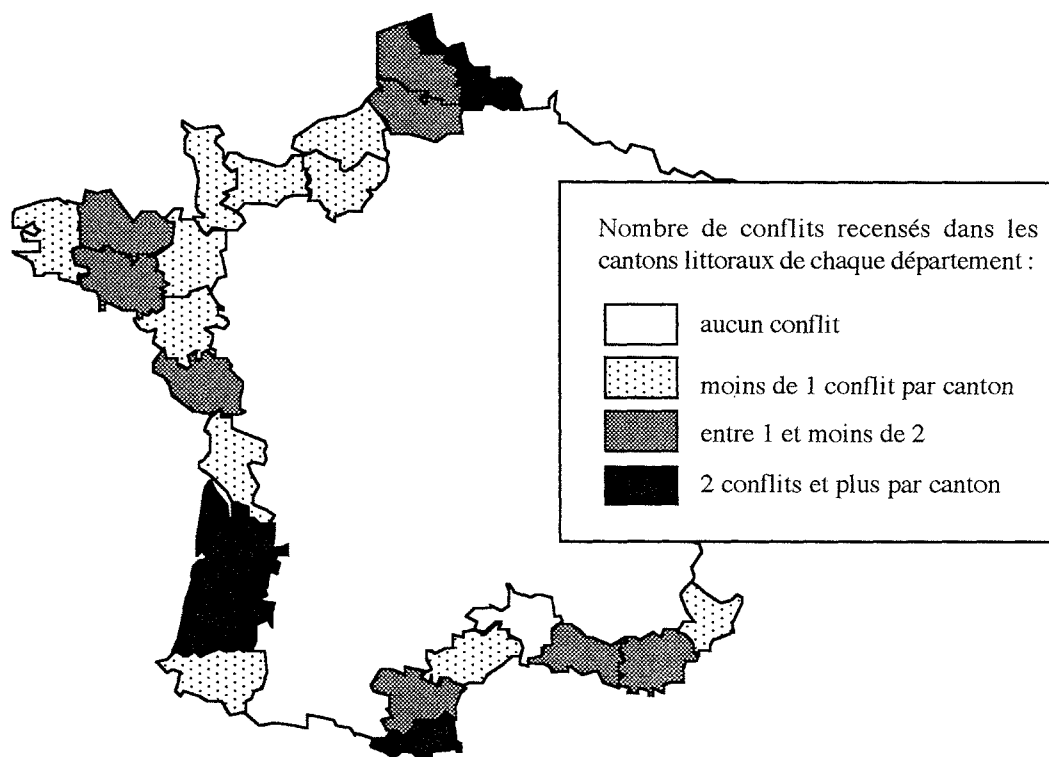 Nombre de conflits recensés dans les
cantons littoraux de chaque département :
aucun conflit
moins de 1 conflit par canton
entre 1 et moins de 2
2 conflits et plus par canton